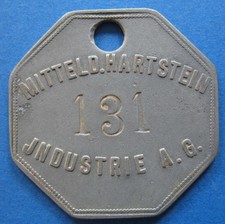 MITTELD.HARTSTEIN
131
JNDUSTRIE A.G.